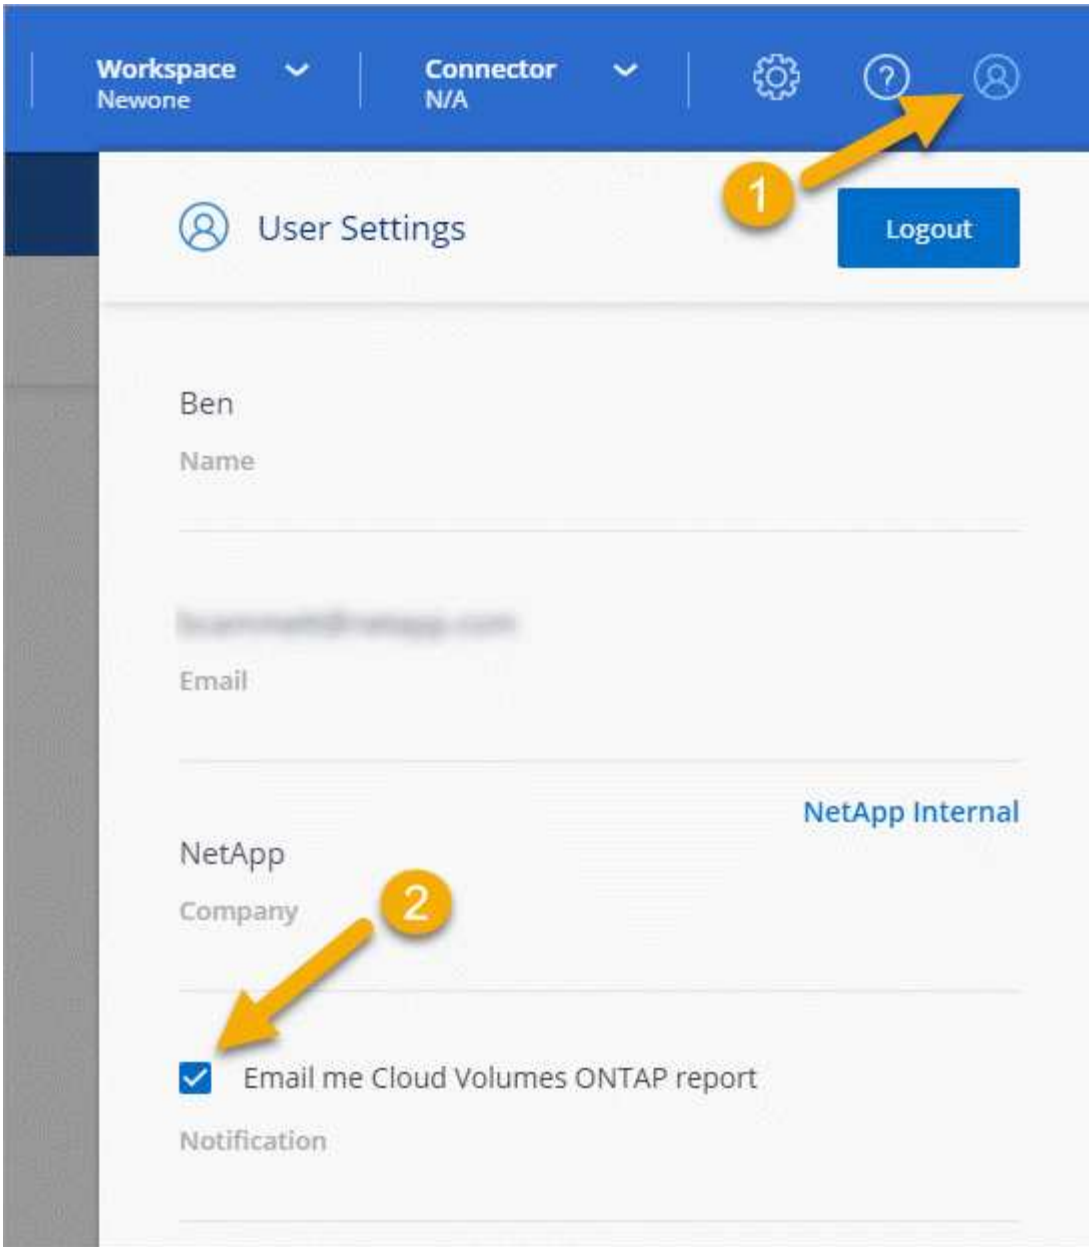 Workspace
Newone
Connector
N/A
1
User Settings
Logout
Ben
Name
Email
NetApp Internal
NetApp
Company
2
Email me Cloud Volumes ONTAP report
Notification